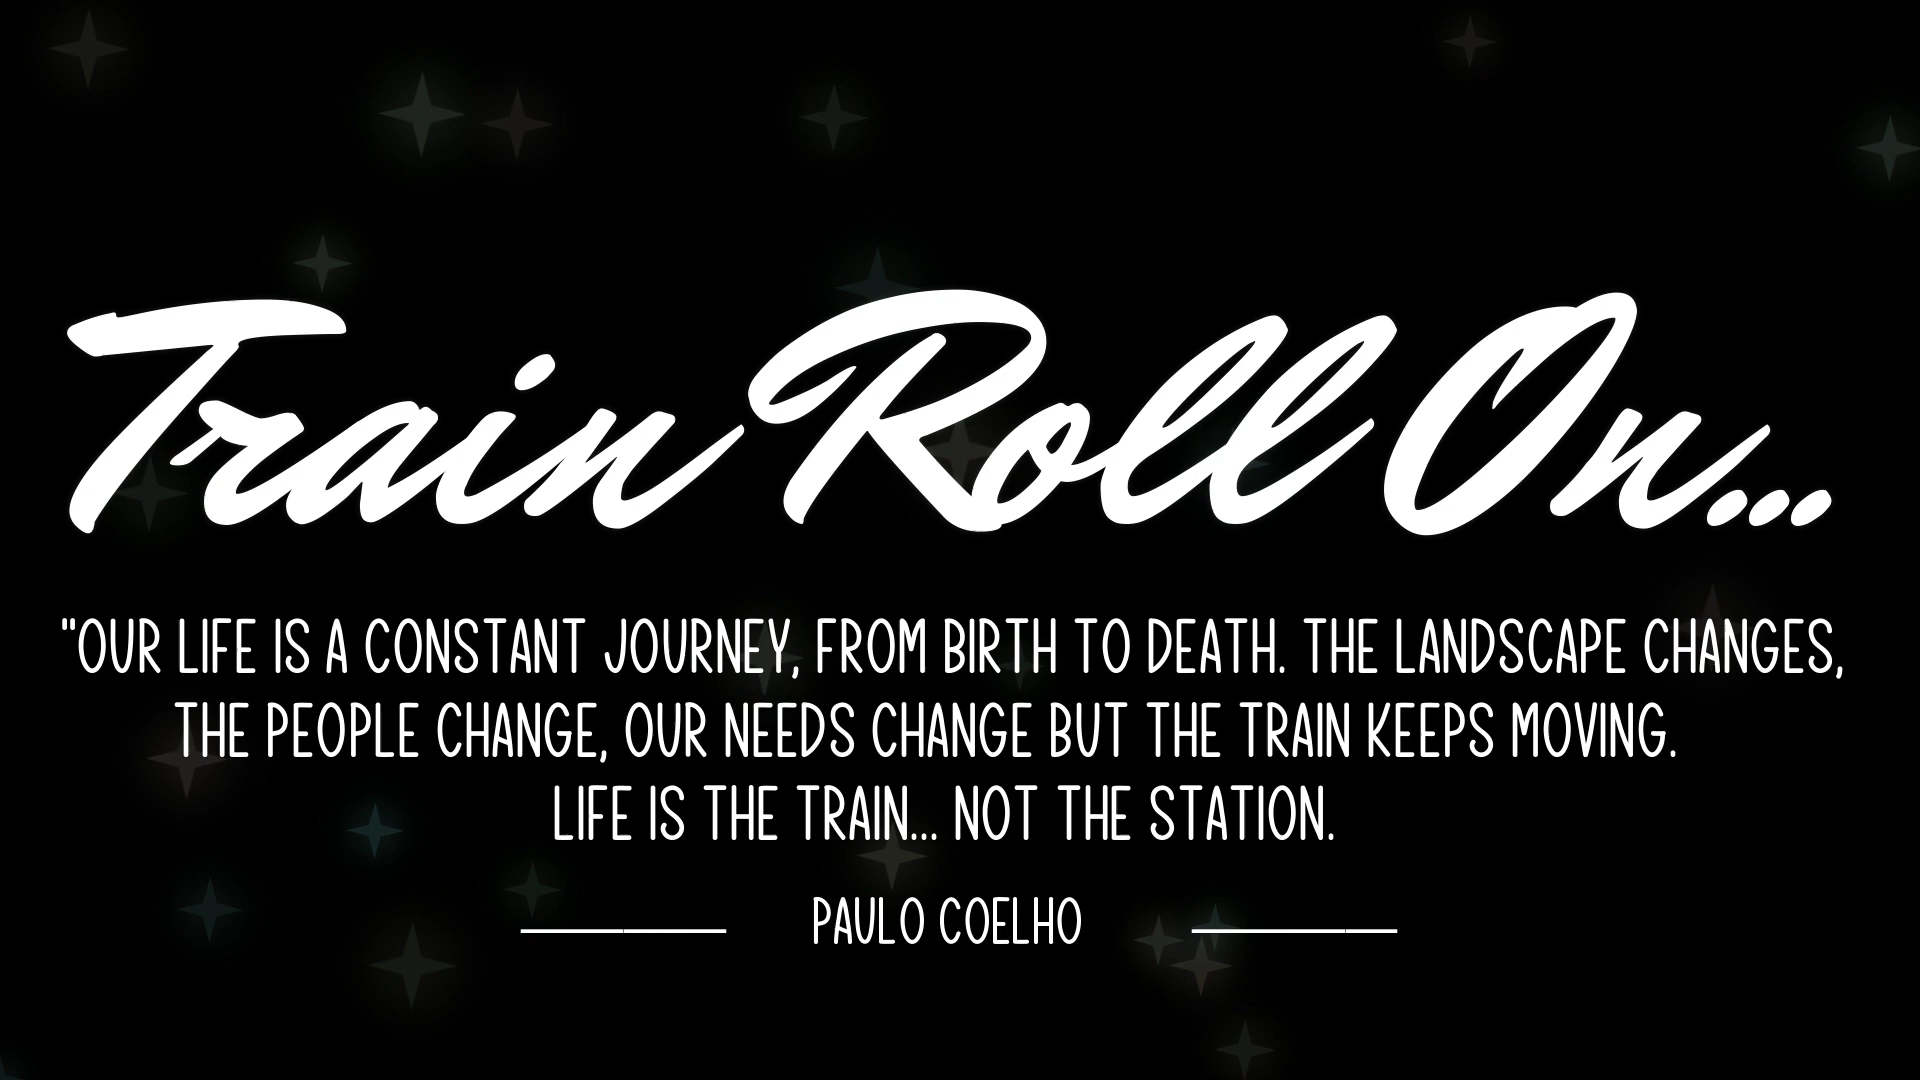 Train Roll On...
"OUR LIFE IS A CONSTANT JOURNEY, FROM BIRTH TO DEATH. THE LANDSCAPE CHANGES,
THE PEOPLE CHANGE, OUR NEEDS CHANGE BUT THE TRAIN KEEPS MOVING.
LIFE IS THE TRAIN... NOT THE STATION.
PAULO COELHO